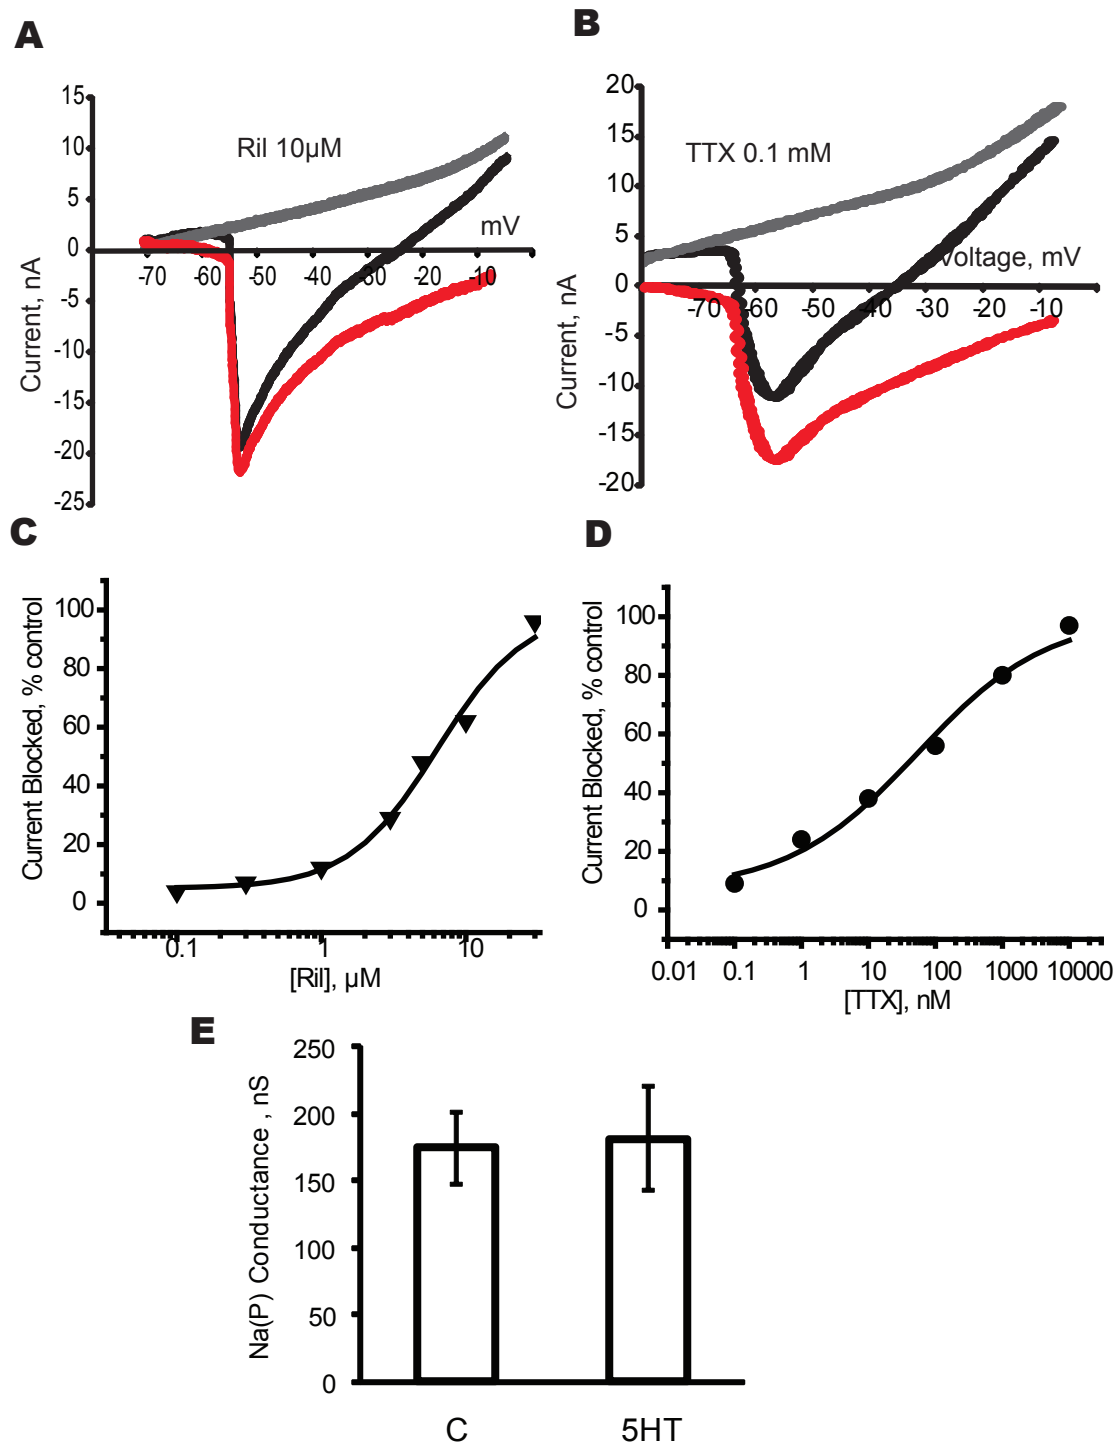 A
15
10
5
0
-5
-10
-15
-20
-25
Current, nA
Ril 10µM
mV
-70 -60 -50 -40 -30 -20 -10
B
20
15
10
5
0
-5
-10
-15
-20
Current, nA
TTX 0.1 mM
Voltage, mV
-70 -60 -50 -40 -30 -20 -10
C
100
80
60
40
20
0
Current Blocked, % control
0.1 1 10
[Ril], µM
D
100
80
60
40
20
0
Current Blocked, % control
0.01 0.1 1 10 100 1000 10000
[TTX], nM
E
250
200
150
100
50
0
Na(P) Conductance , nS
C 5HT